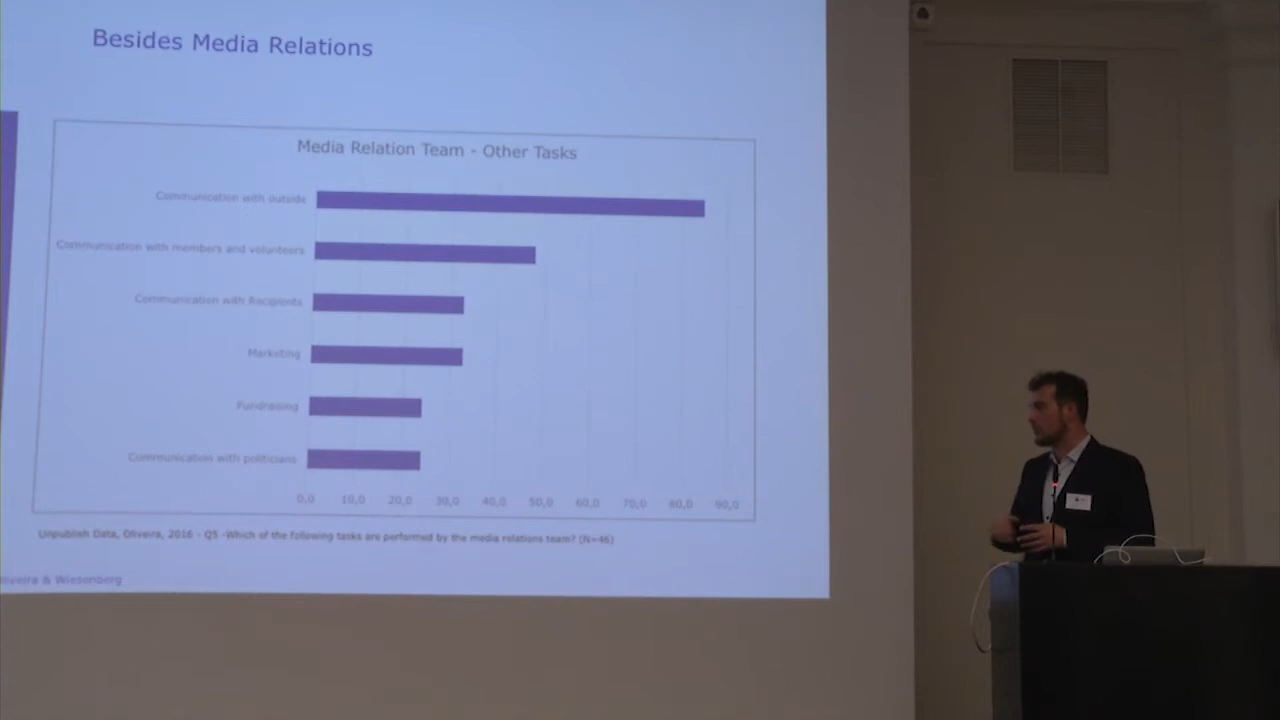 Besides Media Relations
Media Relation Team - Other Tasks
Communication with outside
Communication with members and volunteers
Communication with Recipients
Marketing
Fundraising
Communication with politicians
0,0 10,0 20,0 30,0 40,0 50,0 60,0 70,0 80,0 90,0
Unpublish Data, Oliveira, 2016 - Q5 -Which of the following tasks are performed by the media relations team? (N=46)
& Wiesenberg